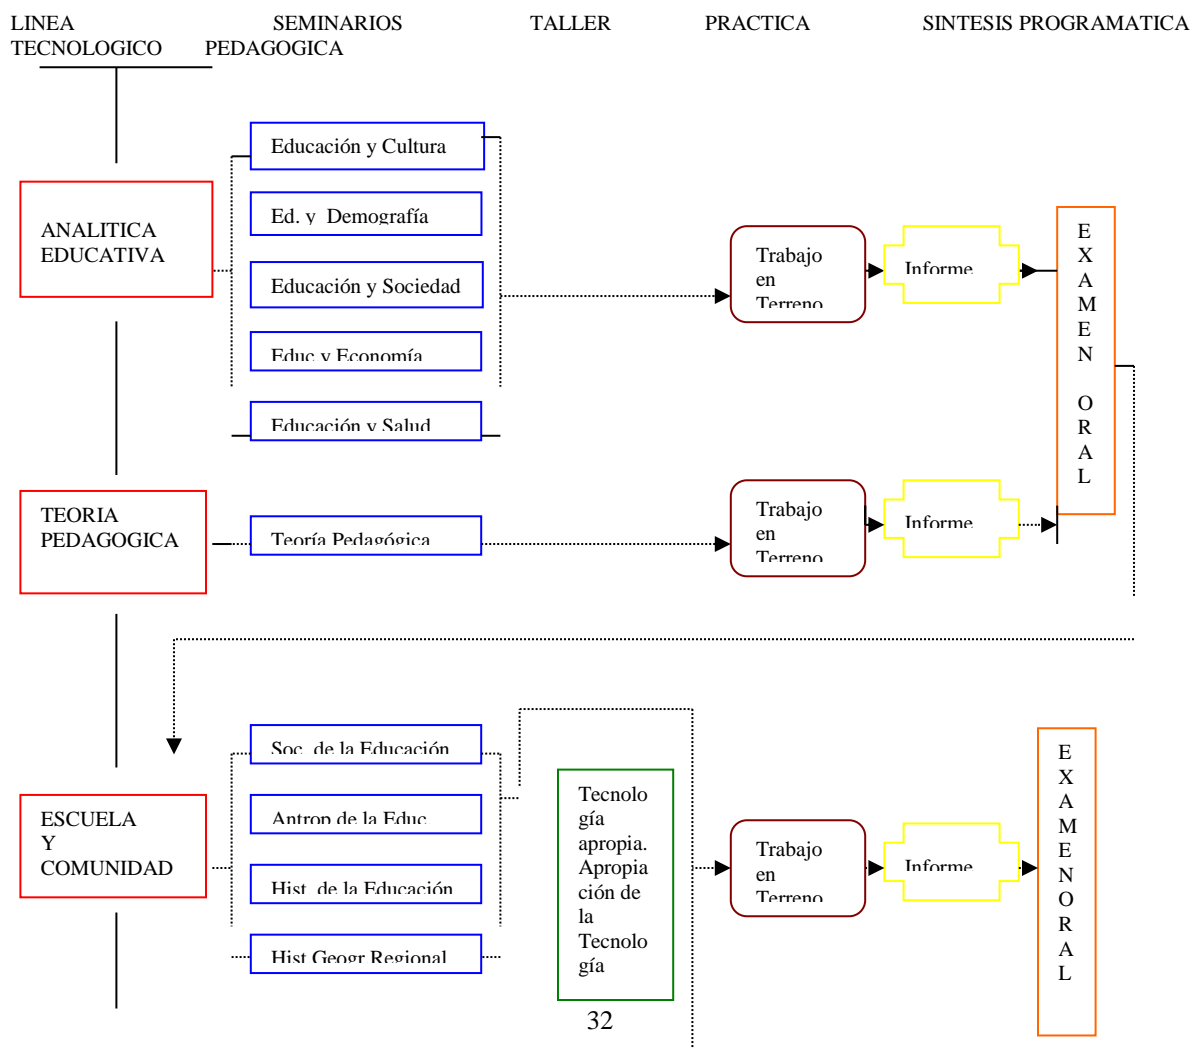 LINEA SEMINARIOS TALLER PRACTICA SINTESIS PROGRAMATICA
TECNOLOGICO PEDAGOGICA
Educación y Cultura
Ed. y Demografía
ANALITICA
EDUCATIVA
Educación y Sociedad
Educ y Economía
Educación y Salud
Trabajo
en
Terreno
Informe
E
X
A
M
E
N
O
R
A
L
TEORIA
PEDAGOGICA
Teoría Pedagógica
Trabajo
en
Terreno
Informe
Soc. de la Educación
Antrop de la Educ
ESCUELA
Y
COMUNIDAD
Hist. de la Educación
Hist Geogr Regional
Tecnolo
gía
apropia.
Apropia
ción de
la
Tecnolo
gía
Trabajo
en
Terreno
Informe
E
X
A
M
E
N
O
R
A
L
32